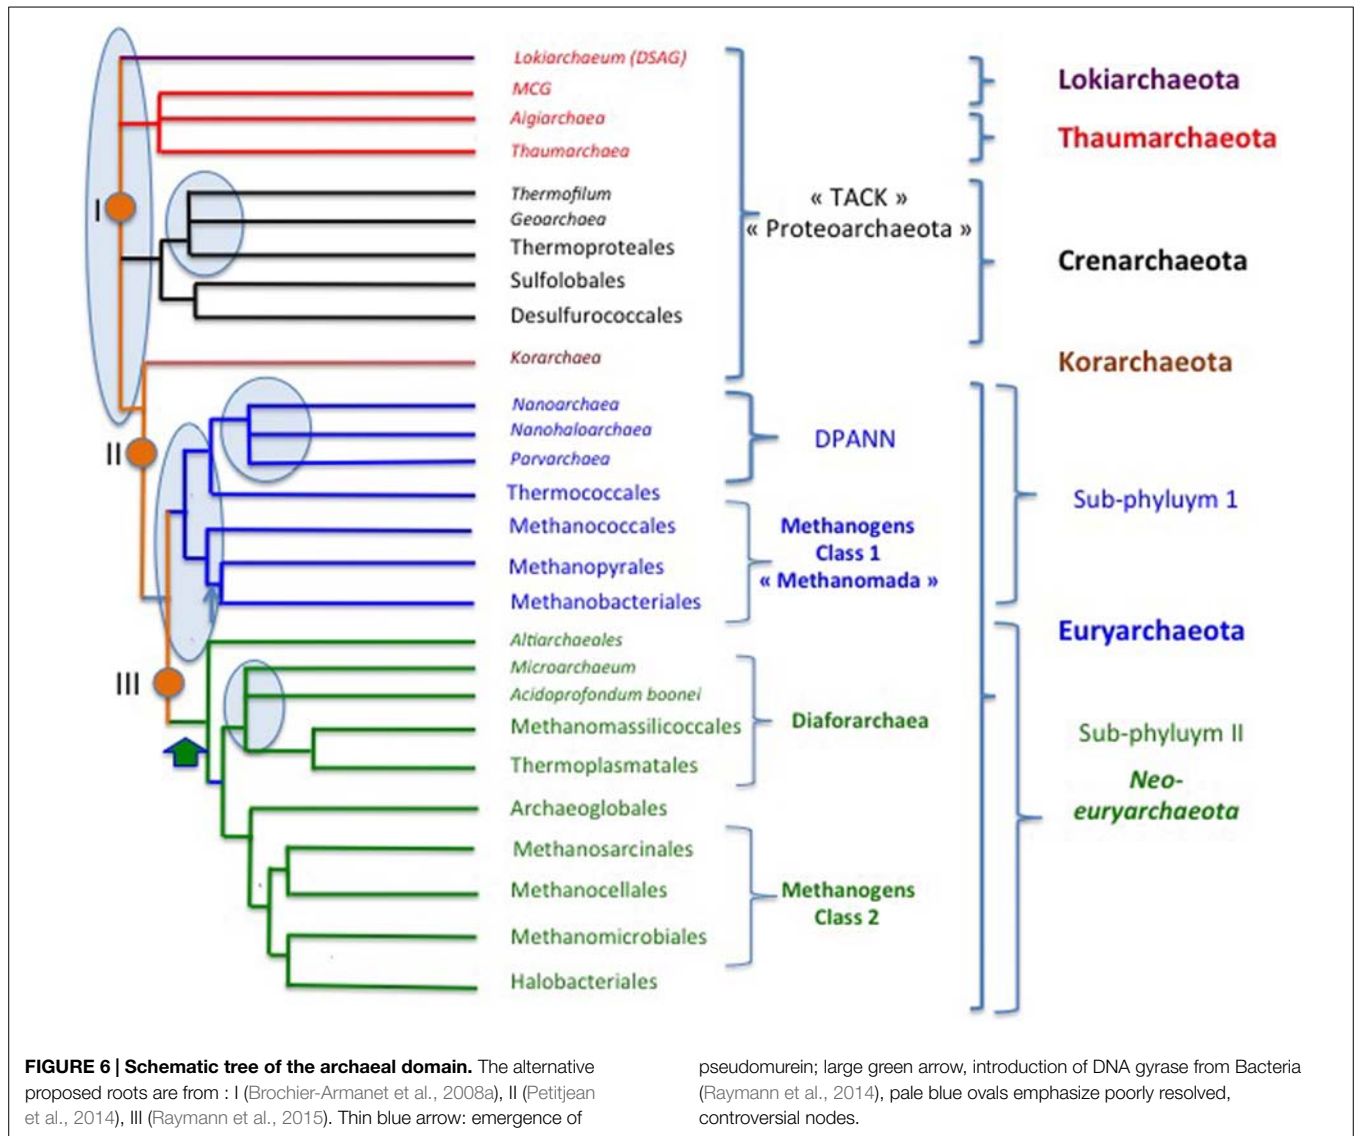 Lokiarchaeum (DSAG)
MCG
Aigiarchaea
Thaumarchaea
Thermofilum
Geoarchaea
Thermoproteales
Sulfolobales
Desulfurococcales
Korarchaea
Nanoarchaea
Nanohaloarchaea
Parvarchaea
Thermococcales
Methanococcales
Methanopyrales
Methanobacteriales
Altiarchaeales
Microarchaeum
Acidoprofondum boonei
Methanomassilicoccales
Thermoplasmatales
Archaeoglobales
Methanosarcinales
Methanocellales
Methanomicrobiales
Halobacteriales
I
II
III
« TACK »
« Proteoarchaeota »
DPANN
Methanogens
Class 1
« Methanomada »
Diaforarchaea
Methanogens
Class 2
Lokiarchaeota
Thaumarchaeota
Crenarchaeota
Korarchaeota
Sub-phyluym 1
Euryarchaeota
Sub-phyluym II
Neo-
euryarchaeota
FIGURE 6 | Schematic tree of the archaeal domain. The alternative
proposed roots are from : I (Brochier-Armanet et al., 2008a), II (Petitjean
et al., 2014), III (Raymann et al., 2015). Thin blue arrow: emergence of
pseudomurein; large green arrow, introduction of DNA gyrase from Bacteria
(Raymann et al., 2014), pale blue ovals emphasize poorly resolved,
controversial nodes.